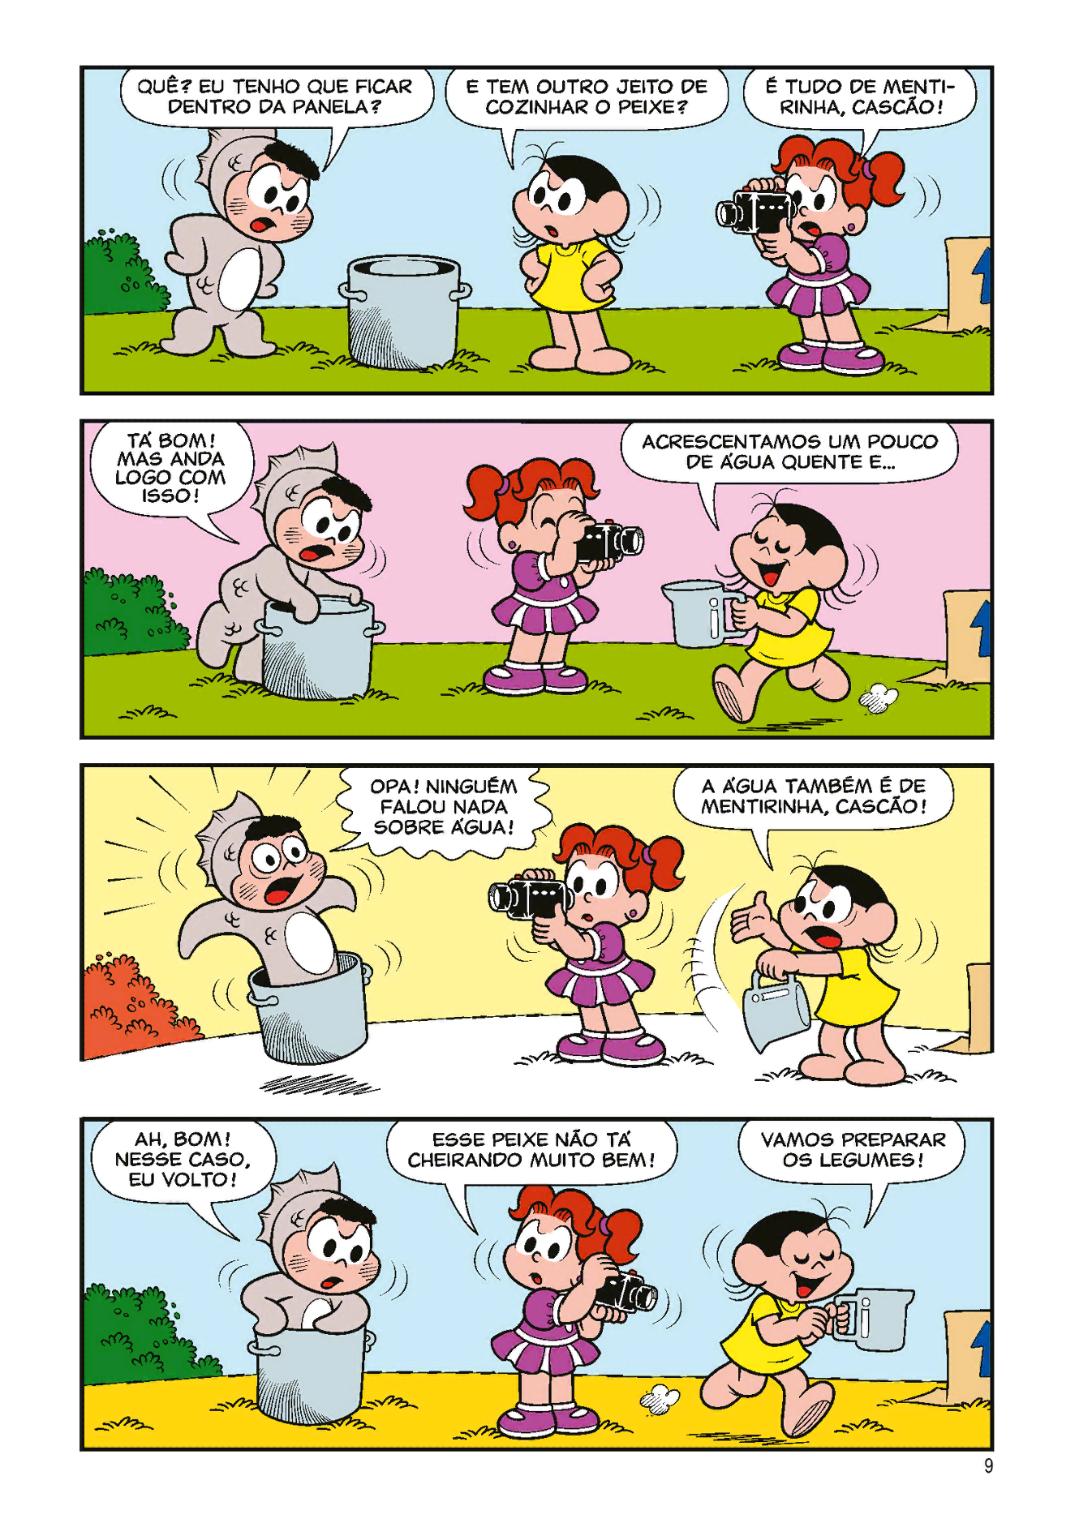 QUÊ? EU TENHO QUE FICAR
DENTRO DA PANELA?
E TEM OUTRO JEITO DE
COZINHAR O PEIXE?
É TUDO DE MENTI-
RINHA, CASCÃO!
TÁ BOM!
MAS ANDA
LOGO COM
ISSO!
ACRESCENTAMOS UM POUCO
DE ÁGUA QUENTE E...
OPA! NINGUÉM
FALOU NADA
SOBRE ÁGUA!
A ÁGUA TAMBÉM É DE
MENTIRINHA, CASCÃO!
AH, BOM!
NESSE CASO,
EU VOLTO!
ESSE PEIXE NÃO TÁ
CHEIRANDO MUITO BEM!
VAMOS PREPARAR
OS LEGUMES!
9